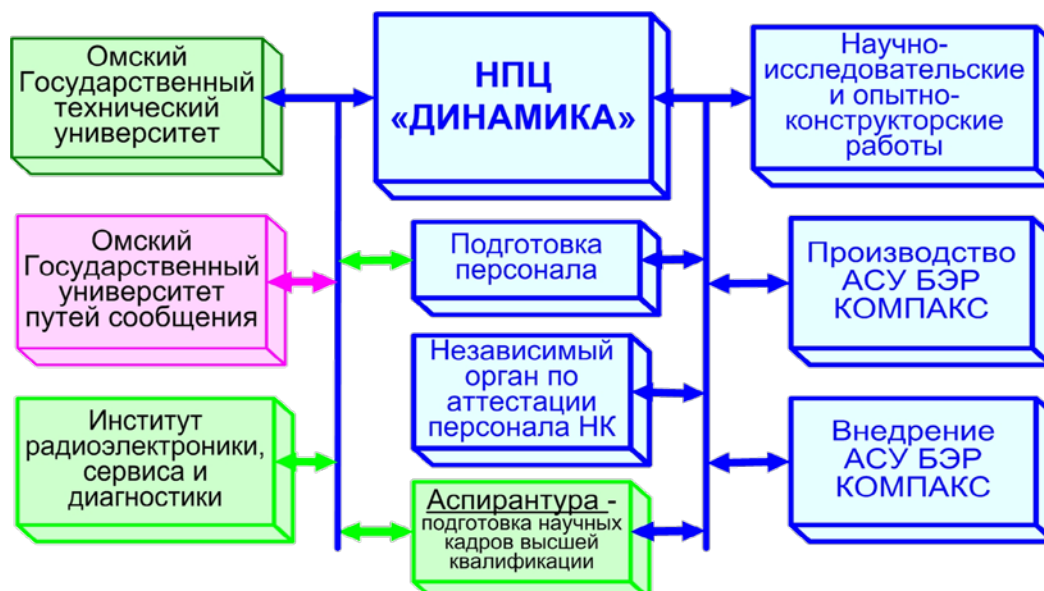 Омский
Государственный
технический
университет
НПЦ
«ДИНАМИКА»
Научно-
исследовательские
и опытно-
конструкторские
работы
Омский
Государственный
университет
путей сообщения
Подготовка
персонала
Производство
АСУ БЭР
КОМПАКС
Независимый
орган по
аттестации
персонала НК
Институт
радиоэлектроники,
сервиса и
диагностики
Внедрение
АСУ БЭР
КОМПАКС
Аспирантура -
подготовка научных
кадров высшей
квалификации